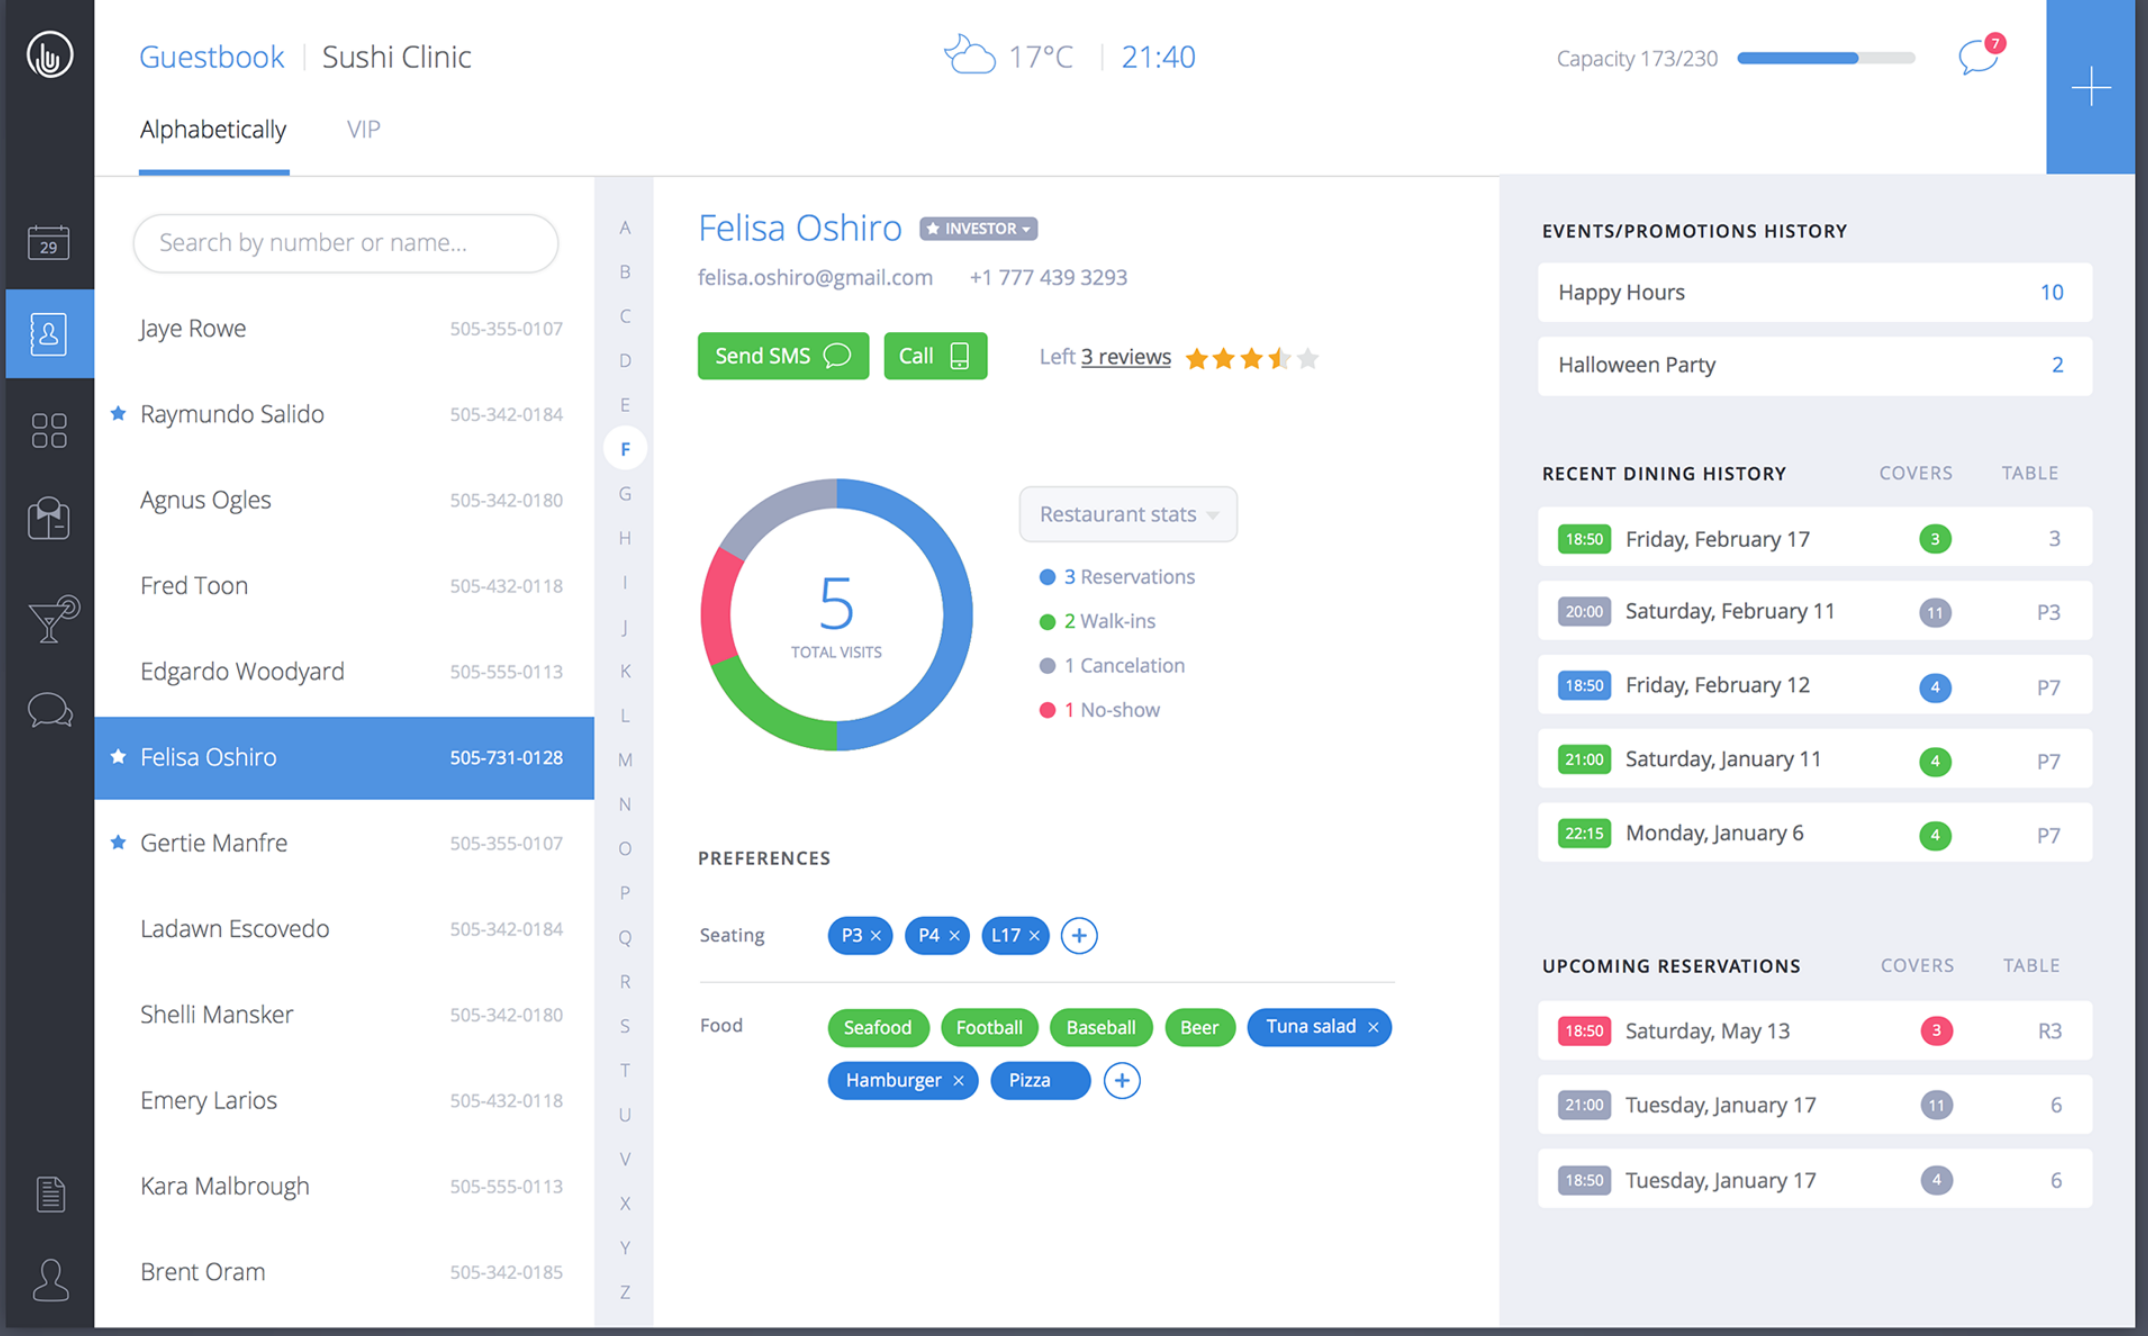 Guestbook | Sushi Clinic
17°C | 21:40
Capacity 173/230
7
Alphabetically VIP
29
Search by number or name...
Jaye Rowe 505-355-0107
Raymundo Salido 505-342-0184
Agnus Ogles 505-342-0180
Fred Toon 505-432-0118
Edgardo Woodyard 505-555-0113
Felisa Oshiro 505-731-0128
Gertie Manfre 505-355-0107
Ladawn Escovedo 505-342-0184
Shelli Mansker 505-342-0180
Emery Larios 505-432-0118
Kara Malbrough 505-555-0113
Brent Oram 505-342-0185
A
B
C
D
E
F
G
H
I
J
K
L
M
N
O
P
Q
R
S
T
U
V
X
Y
Z
Felisa Oshiro INVESTOR
felisa.oshiro@gmail.com +1 777 439 3293
Send SMS Call Left 3 reviews
5
TOTAL VISITS
Restaurant stats
3 Reservations
2 Walk-ins
1 Cancelation
1 No-show
PREFERENCES
Seating P3 × P4 × L17 × +
Food Seafood Football Baseball Beer Tuna salad ×
Hamburger × Pizza +
EVENTS/PROMOTIONS HISTORY
Happy Hours 10
Halloween Party 2
RECENT DINING HISTORY COVERS TABLE
18:50 Friday, February 17 3 3
20:00 Saturday, February 11 11 P3
18:50 Friday, February 12 4 P7
21:00 Saturday, January 11 4 P7
22:15 Monday, January 6 4 P7
UPCOMING RESERVATIONS COVERS TABLE
18:50 Saturday, May 13 3 R3
21:00 Tuesday, January 17 11 6
18:50 Tuesday, January 17 4 6